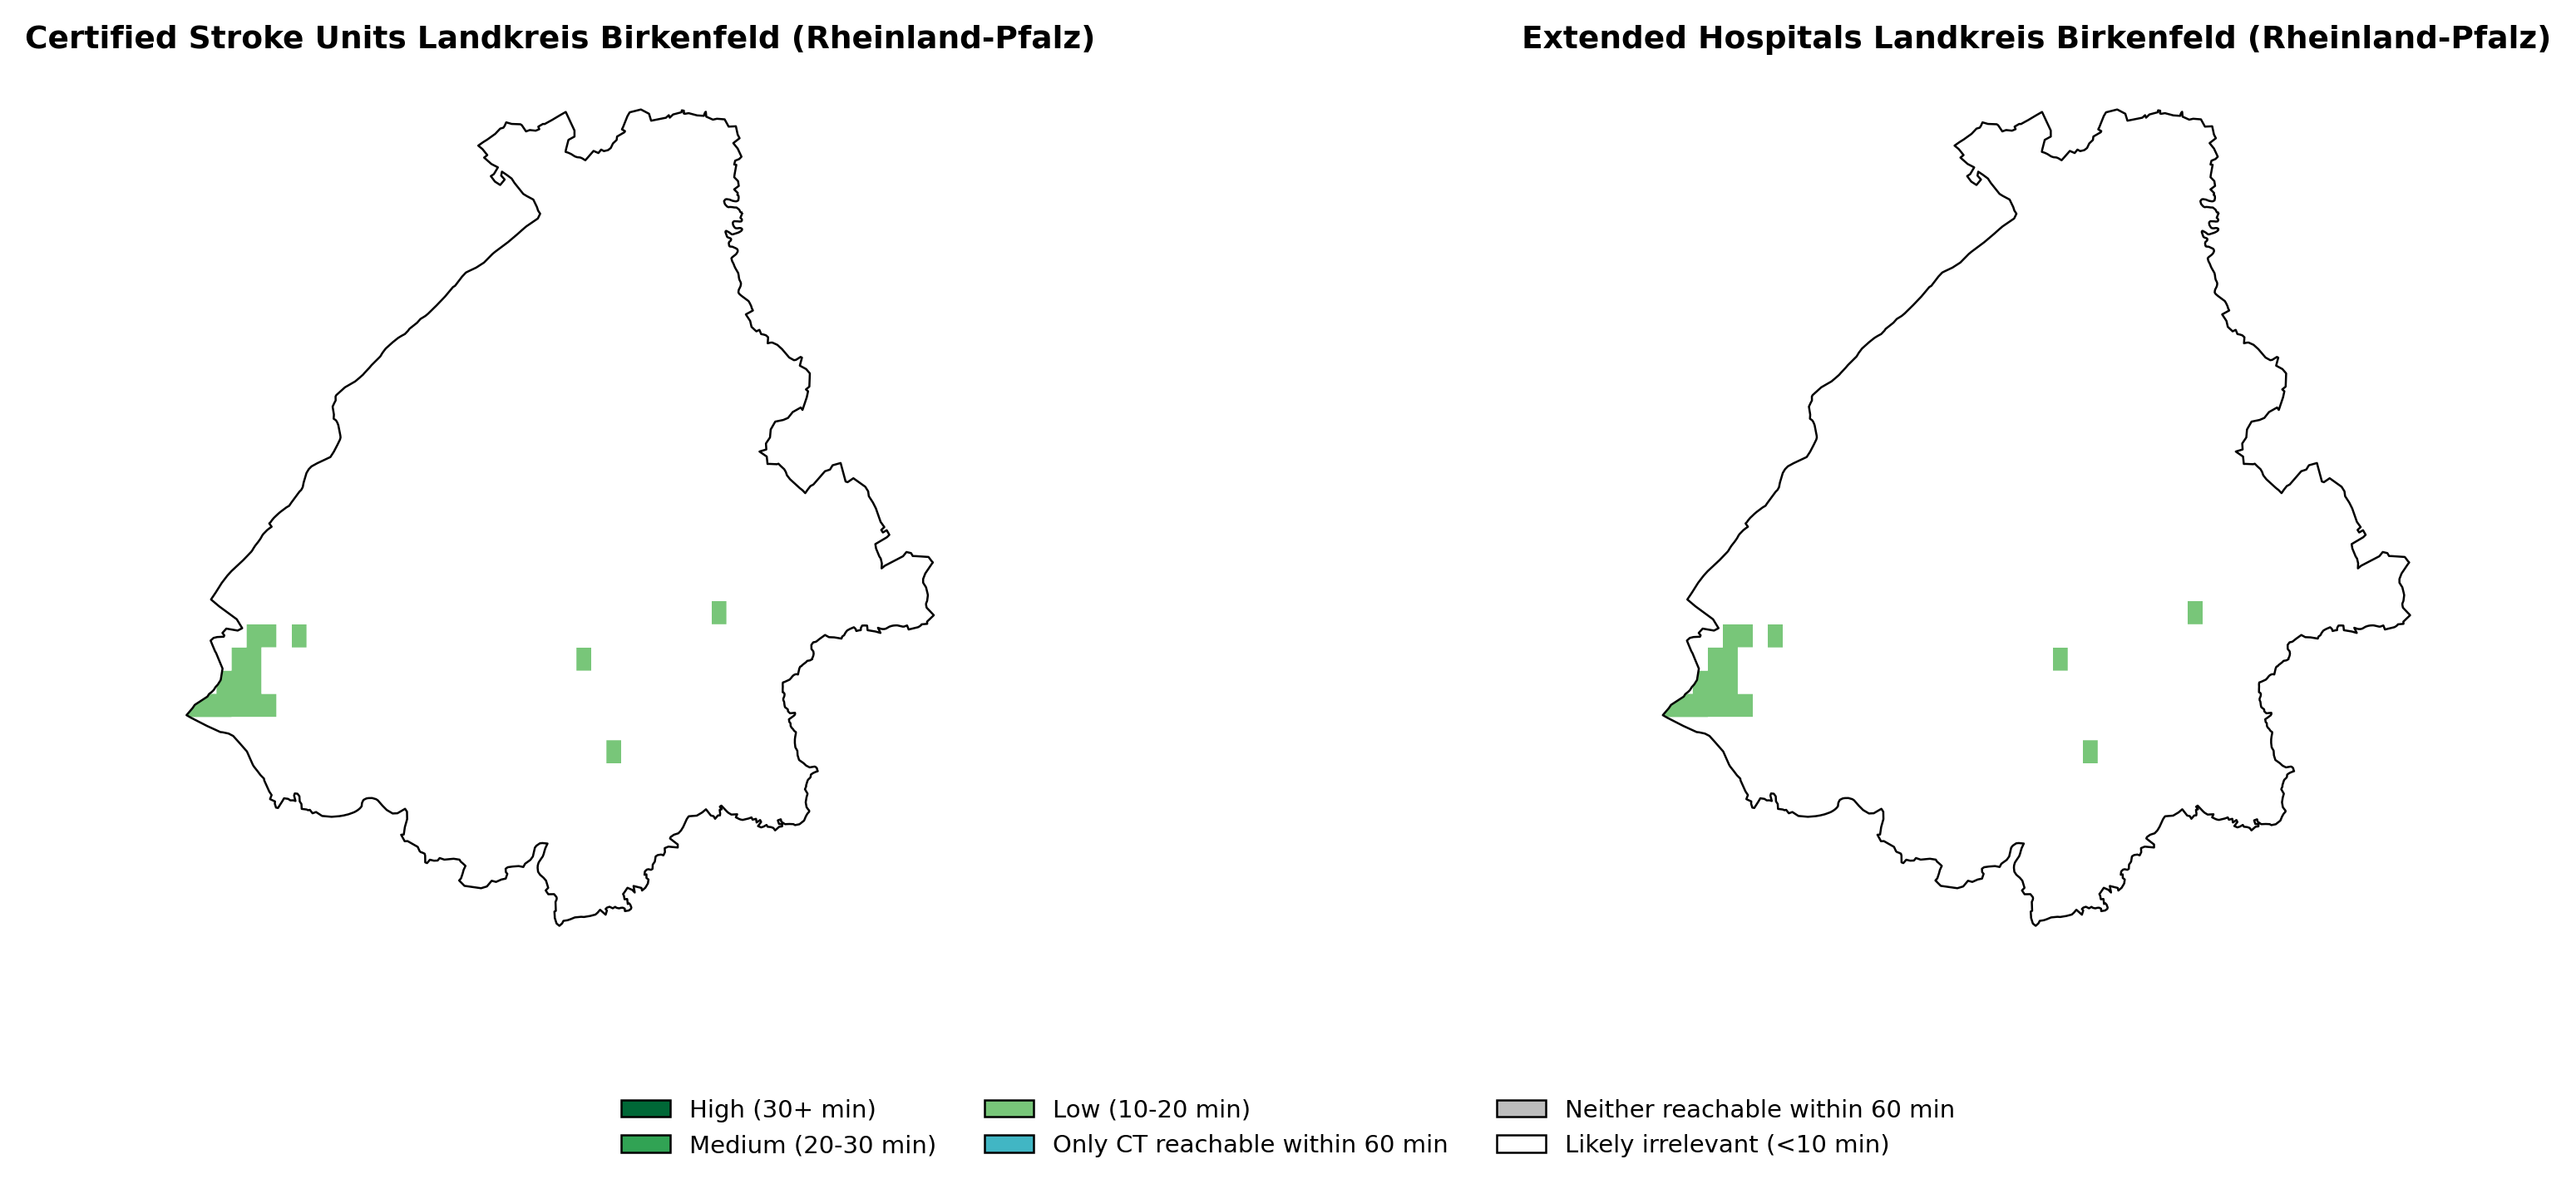 Certified Stroke Units Landkreis Birkenfeld (Rheinland-Pfalz)
Extended Hospitals Landkreis Birkenfeld (Rheinland-Pfalz)
High (30+ min)
Medium (20-30 min)
Low (10-20 min)
Only CT reachable within 60 min
Neither reachable within 60 min
Likely irrelevant (<10 min)